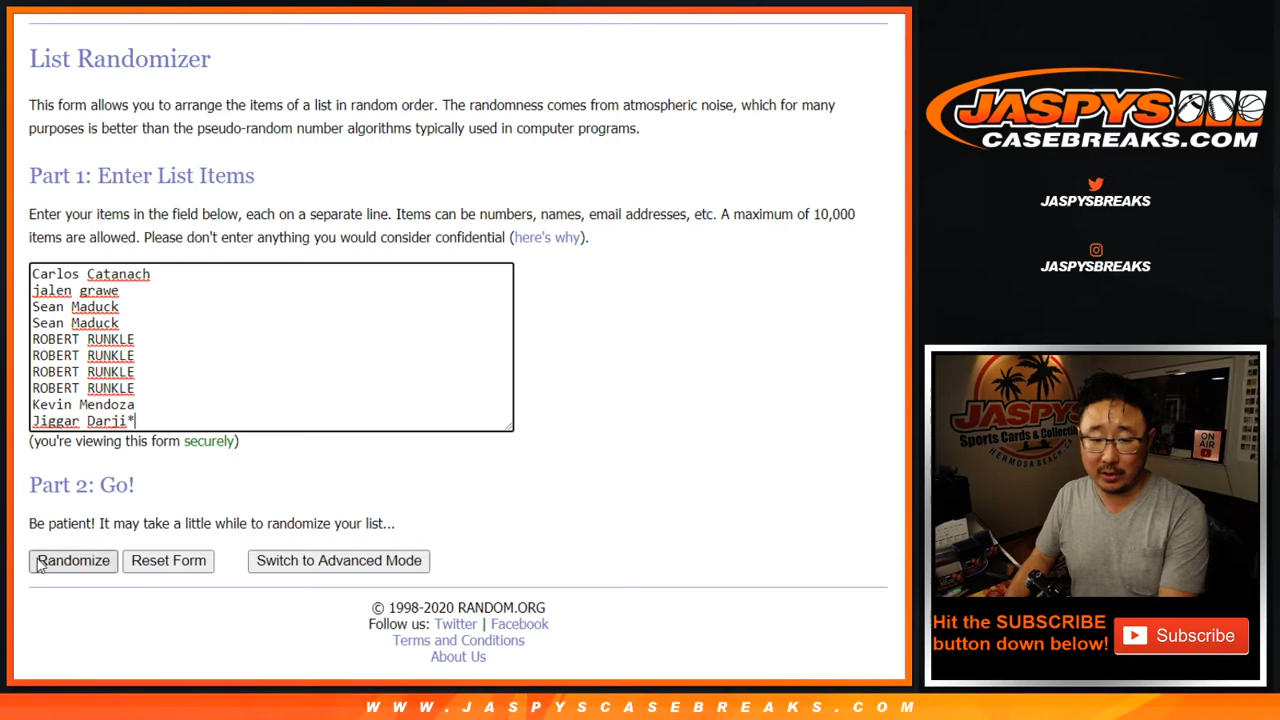 List Randomizer
This form allows you to arrange the items of a list in random order. The randomness comes from atmospheric noise, which for many
purposes is better than the pseudo-random number algorithms typically used in computer programs.
Part 1: Enter List Items
Enter your items in the field below, each on a separate line. Items can be numbers, names, email addresses, etc. A maximum of 10,000
items are allowed. Please don't enter anything you would consider confidential (here's why).
Carlos Catanach
jalen grawe
Sean Maduck
Sean Maduck
ROBERT RUNKLE
ROBERT RUNKLE
ROBERT RUNKLE
ROBERT RUNKLE
Kevin Mendoza
Jiggar Darji*
(you're viewing this form securely)
Part 2: Go!
Be patient! It may take a little while to randomize your list...
Randomize Reset Form Switch to Advanced Mode
© 1998-2020 RANDOM.ORG
Follow us: Twitter | Facebook
Terms and Conditions
About Us
JASPYS
CASEBREAKS.COM
JASPYSBREAKS
JASPYSBREAKS
JASPYS
Sports Cards & Collectib
HERMOSA BEACH, CA
ON
AIR
Hit the SUBSCRIBE
button down below!
Subscribe
WWW.JASPYSCASEBREAKS.COM